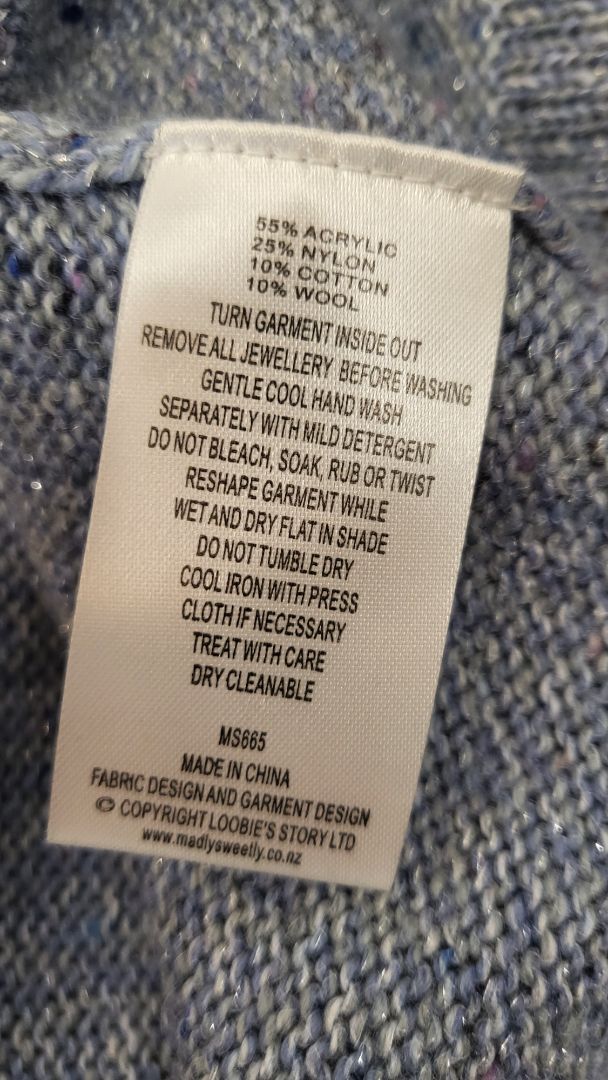 55% ACRYLIC
25% NYLON
10% COTTON
10% WOOL
TURN GARMENT INSIDE OUT
REMOVE ALL JEWELLERY BEFORE WASHING
GENTLE COOL HAND WASH
SEPARATELY WITH MILD DETERGENT
DO NOT BLEACH, SOAK, RUB OR TWIST
RESHAPE GARMENT WHILE
WET AND DRY FLAT IN SHADE
DO NOT TUMBLE DRY
COOL IRON WITH PRESS
CLOTH IF NECESSARY
TREAT WITH CARE
DRY CLEANABLE
MS665
MADE IN CHINA
FABRIC DESIGN AND GARMENT DESIGN
© COPYRIGHT LOOBIE'S STORY LTD
www.madlysweetly.co.nz